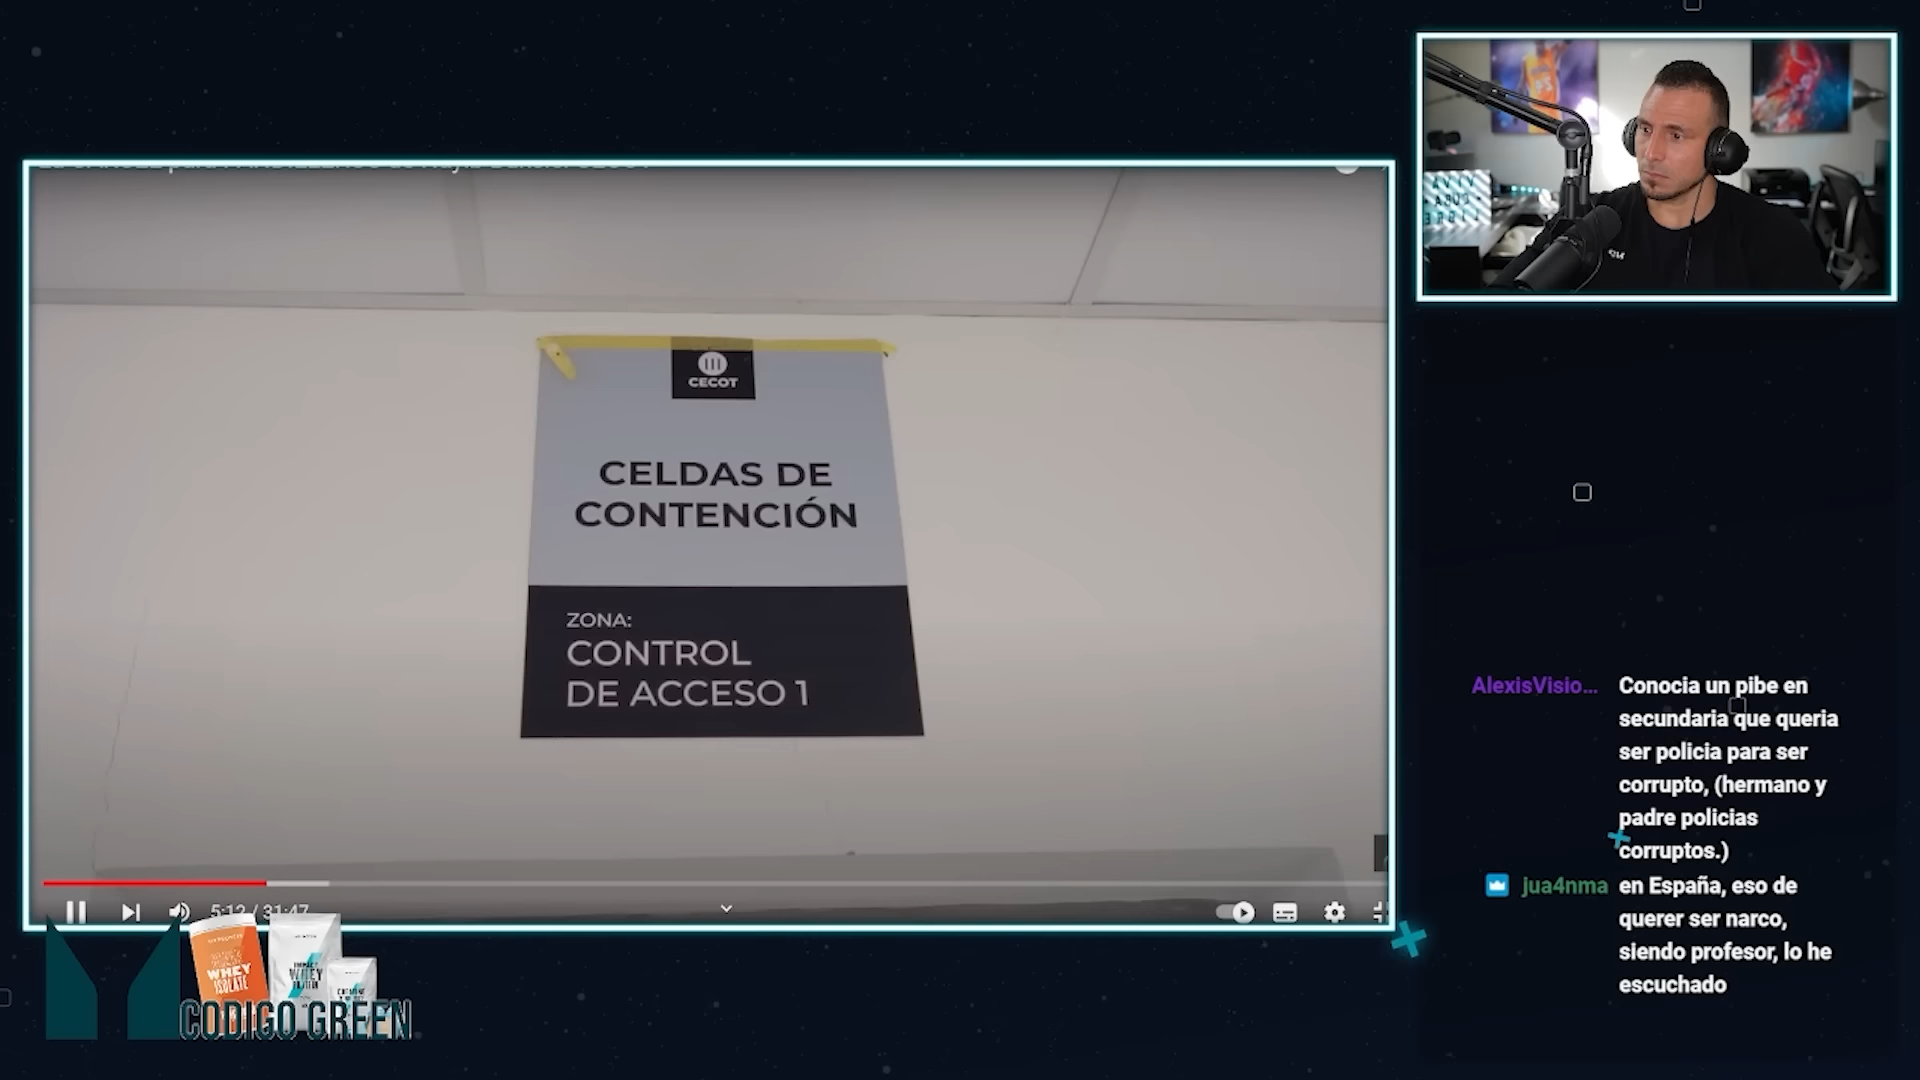 CECOT
CELDAS DE
CONTENCIÓN
ZONA:
CONTROL
DE ACCESO 1
5:12 / 31:47
WHEY
ISOLATE
WHEY
CODIGO GREEN
AlexisVisio... Conocia un pibe en
secundaria que queria
ser policia para ser
corrupto, (hermano y
padre policias
corruptos.)
jua4nma en España, eso de
querer ser narco,
siendo profesor, lo he
escuchado